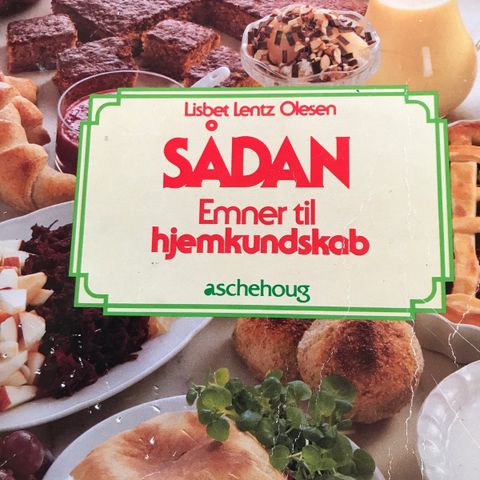 Lisbet Lentz Olesen
SÅDAN
Emner til
hjemkundskab
aschehoug